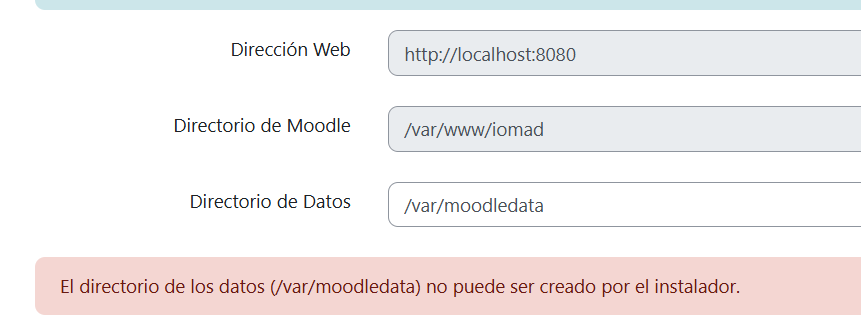 Dirección Web
http://localhost:8080
Directorio de Moodle
/var/www/iomad
Directorio de Datos
/var/moodledata
El directorio de los datos (/var/moodledata) no puede ser creado por el instalador.